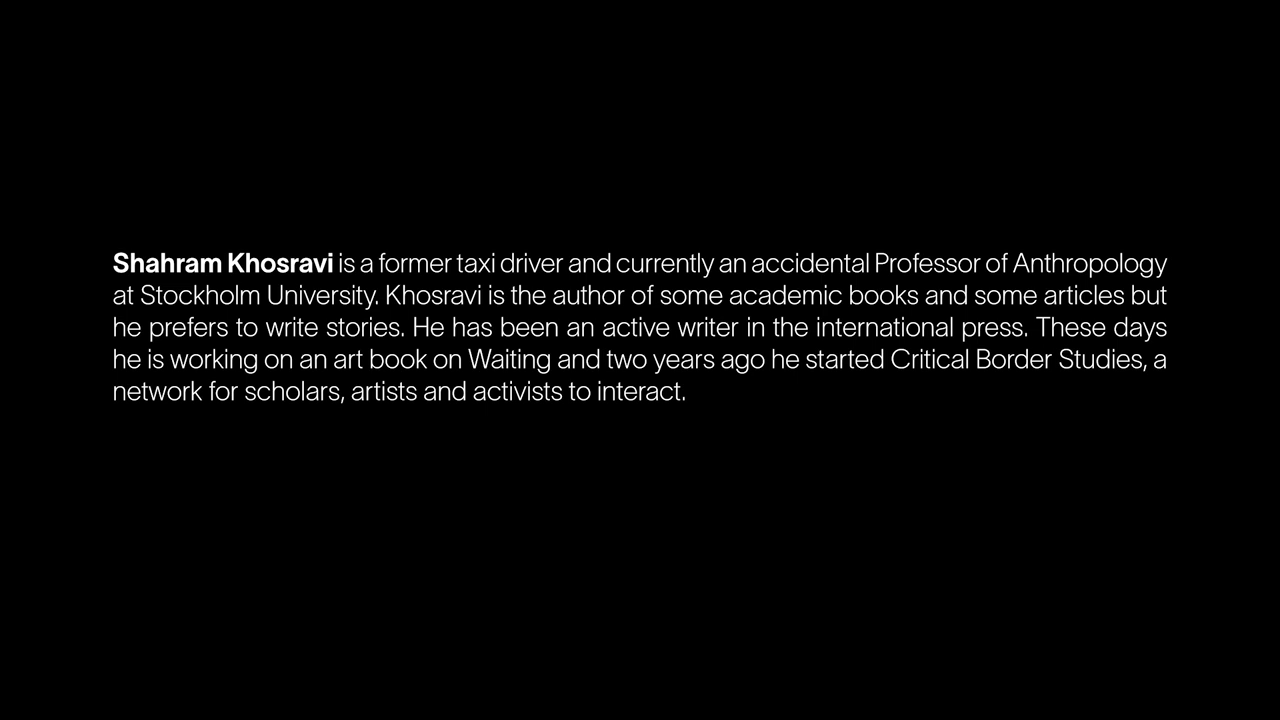 Shahram Khosravi is a former taxi driver and currently an accidental Professor of Anthropology
at Stockholm University. Khosravi is the author of some academic books and some articles but
he prefers to write stories. He has been an active writer in the international press. These days
he is working on an art book on Waiting and two years ago he started Critical Border Studies, a
network for scholars, artists and activists to interact.